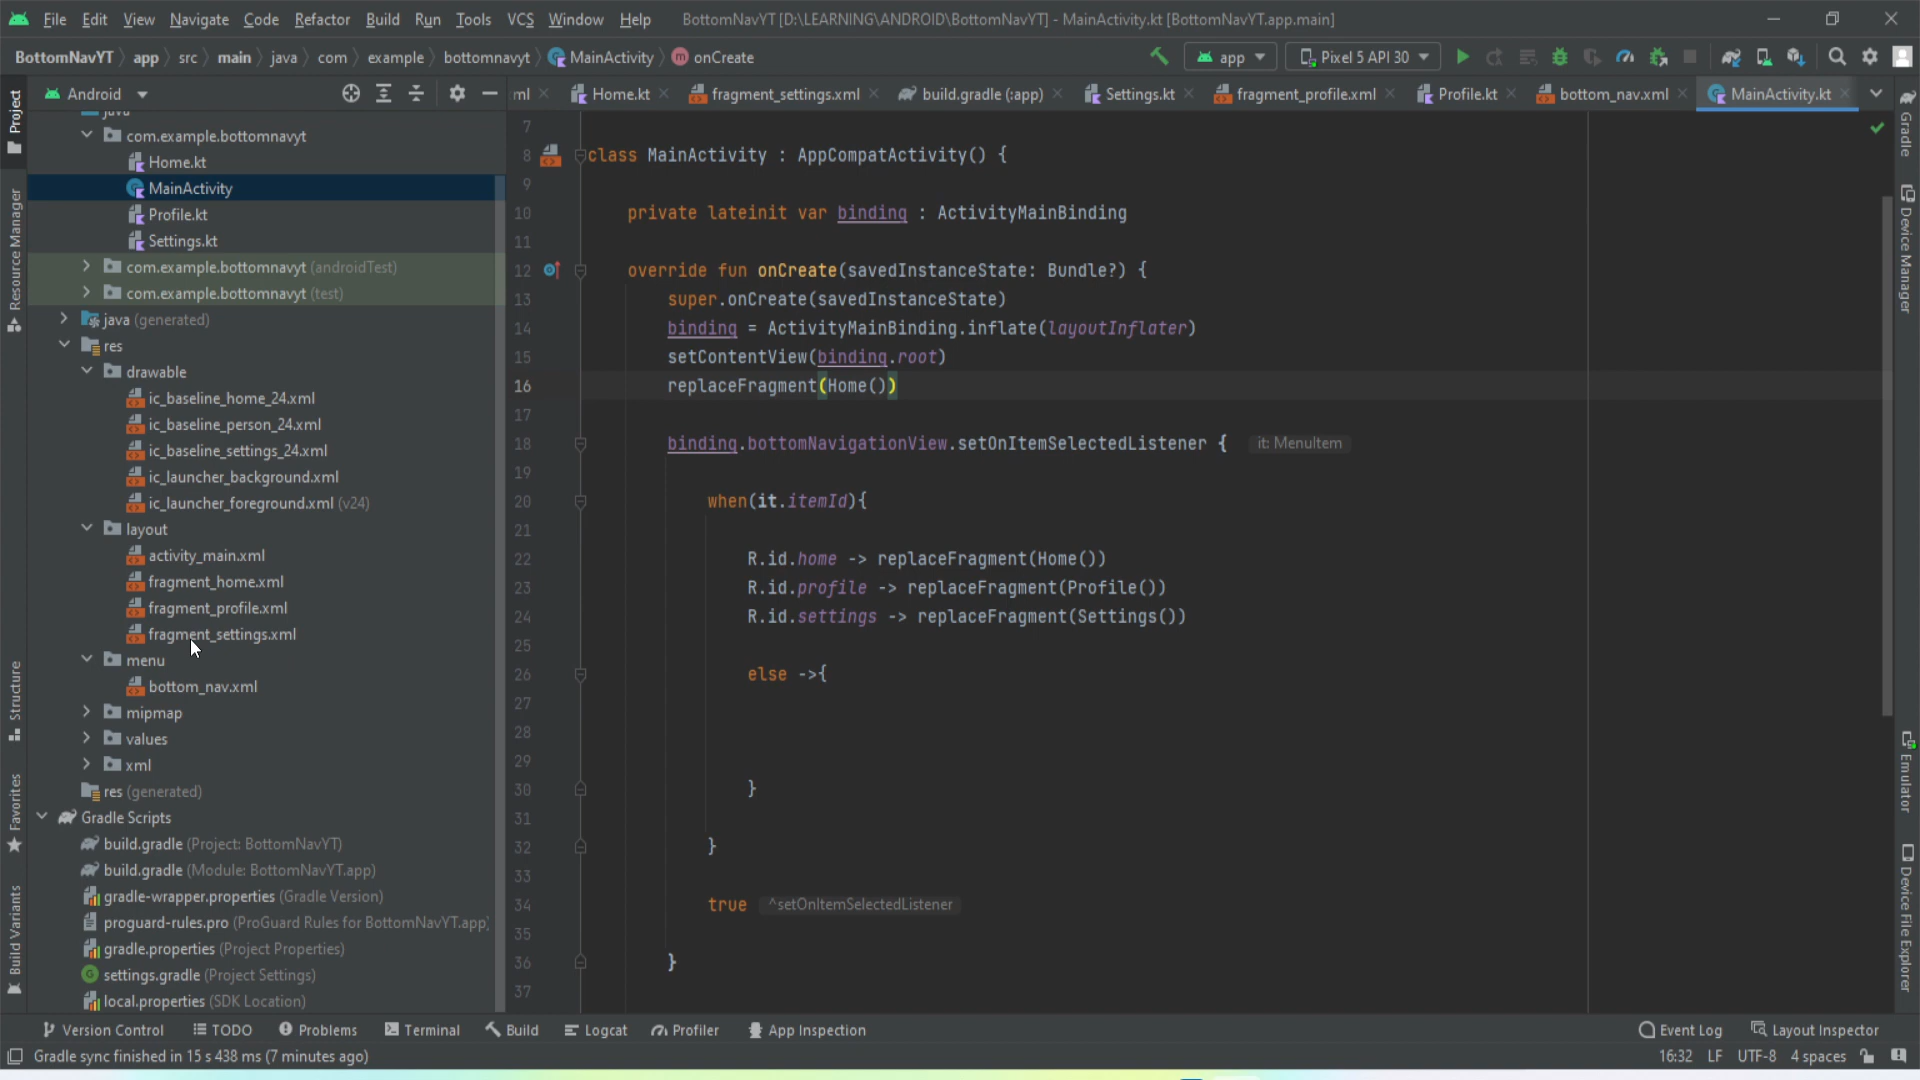 File Edit View Navigate Code Refactor Build Run Tools VCS Window Help BottomNavYT [D:\LEARNING\ANDROID\BottomNavYT] - MainActivity.kt [BottomNavYT.app.main]
BottomNavYT app src main java com example bottomnavyt MainActivity onCreate app Pixel 5 API 30
Android
ml Home.kt fragment_settings.xml build.gradle (:app) Settings.kt fragment_profile.xml Profile.kt bottom_nav.xml MainActivity.kt
Project
Resource Manager
Structure
Favorites
Build Variants
java
com.example.bottomnavyt
Home.kt
MainActivity
Profile.kt
Settings.kt
com.example.bottomnavyt (androidTest)
com.example.bottomnavyt (test)
java (generated)
res
drawable
ic_baseline_home_24.xml
ic_baseline_person_24.xml
ic_baseline_settings_24.xml
ic_launcher_background.xml
ic_launcher_foreground.xml (v24)
layout
activity_main.xml
fragment_home.xml
fragment_profile.xml
fragment_settings.xml
menu
bottom_nav.xml
mipmap
values
xml
res (generated)
Gradle Scripts
build.gradle (Project: BottomNavYT)
build.gradle (Module: BottomNavYT.app)
gradle-wrapper.properties (Gradle Version)
proguard-rules.pro (ProGuard Rules for BottomNavYT.app)
gradle.properties (Project Properties)
settings.gradle (Project Settings)
local.properties (SDK Location)
7
8 class MainActivity : AppCompatActivity() {
9
10 private lateinit var binding : ActivityMainBinding
11
12 override fun onCreate(savedInstanceState: Bundle?) {
13 super.onCreate(savedInstanceState)
14 binding = ActivityMainBinding.inflate(layoutInflater)
15 setContentView(binding.root)
16 replaceFragment(Home())
17
18 binding.bottomNavigationView.setOnItemSelectedListener { it: MenuItem
19
20 when(it.itemId){
21
22 R.id.home -> replaceFragment(Home())
23 R.id.profile -> replaceFragment(Profile())
24 R.id.settings -> replaceFragment(Settings())
25
26 else ->{
27
28
29
30 }
31
32 }
33
34 true ^setOnItemSelectedListener
35
36 }
37
Gradle
Device Manager
Emulator
Device File Explorer
Version Control TODO Problems Terminal Build Logcat Profiler App Inspection Event Log Layout Inspector
Gradle sync finished in 15 s 438 ms (7 minutes ago) 16:32 LF UTF-8 4 spaces